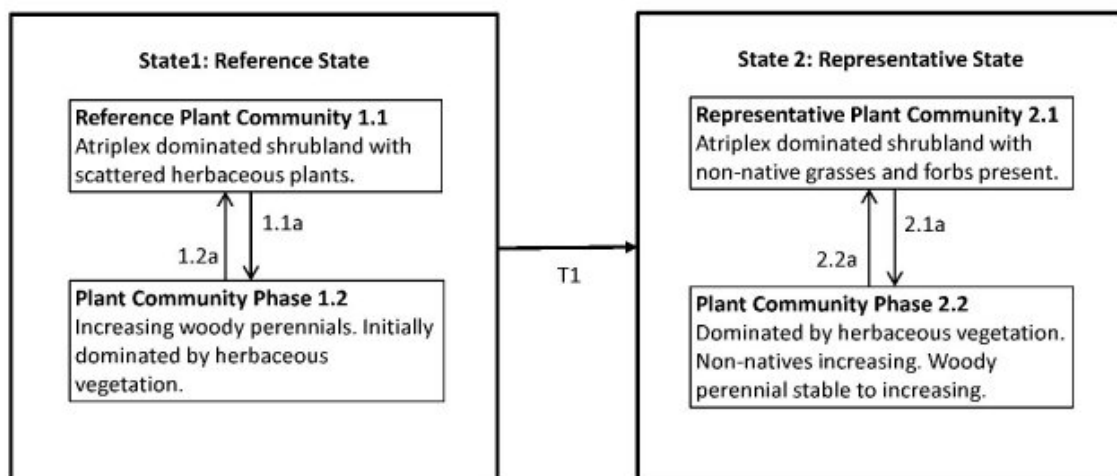 State1: Reference State
Reference Plant Community 1.1
Atriplex dominated shrubland with
scattered herbaceous plants.
1.1a
1.2a
Plant Community Phase 1.2
Increasing woody perennials. Initially
dominated by herbaceous
vegetation.
T1
State 2: Representative State
Representative Plant Community 2.1
Atriplex dominated shrubland with
non-native grasses and forbs present.
2.1a
2.2a
Plant Community Phase 2.2
Dominated by herbaceous vegetation.
Non-natives increasing. Woody
perennial stable to increasing.